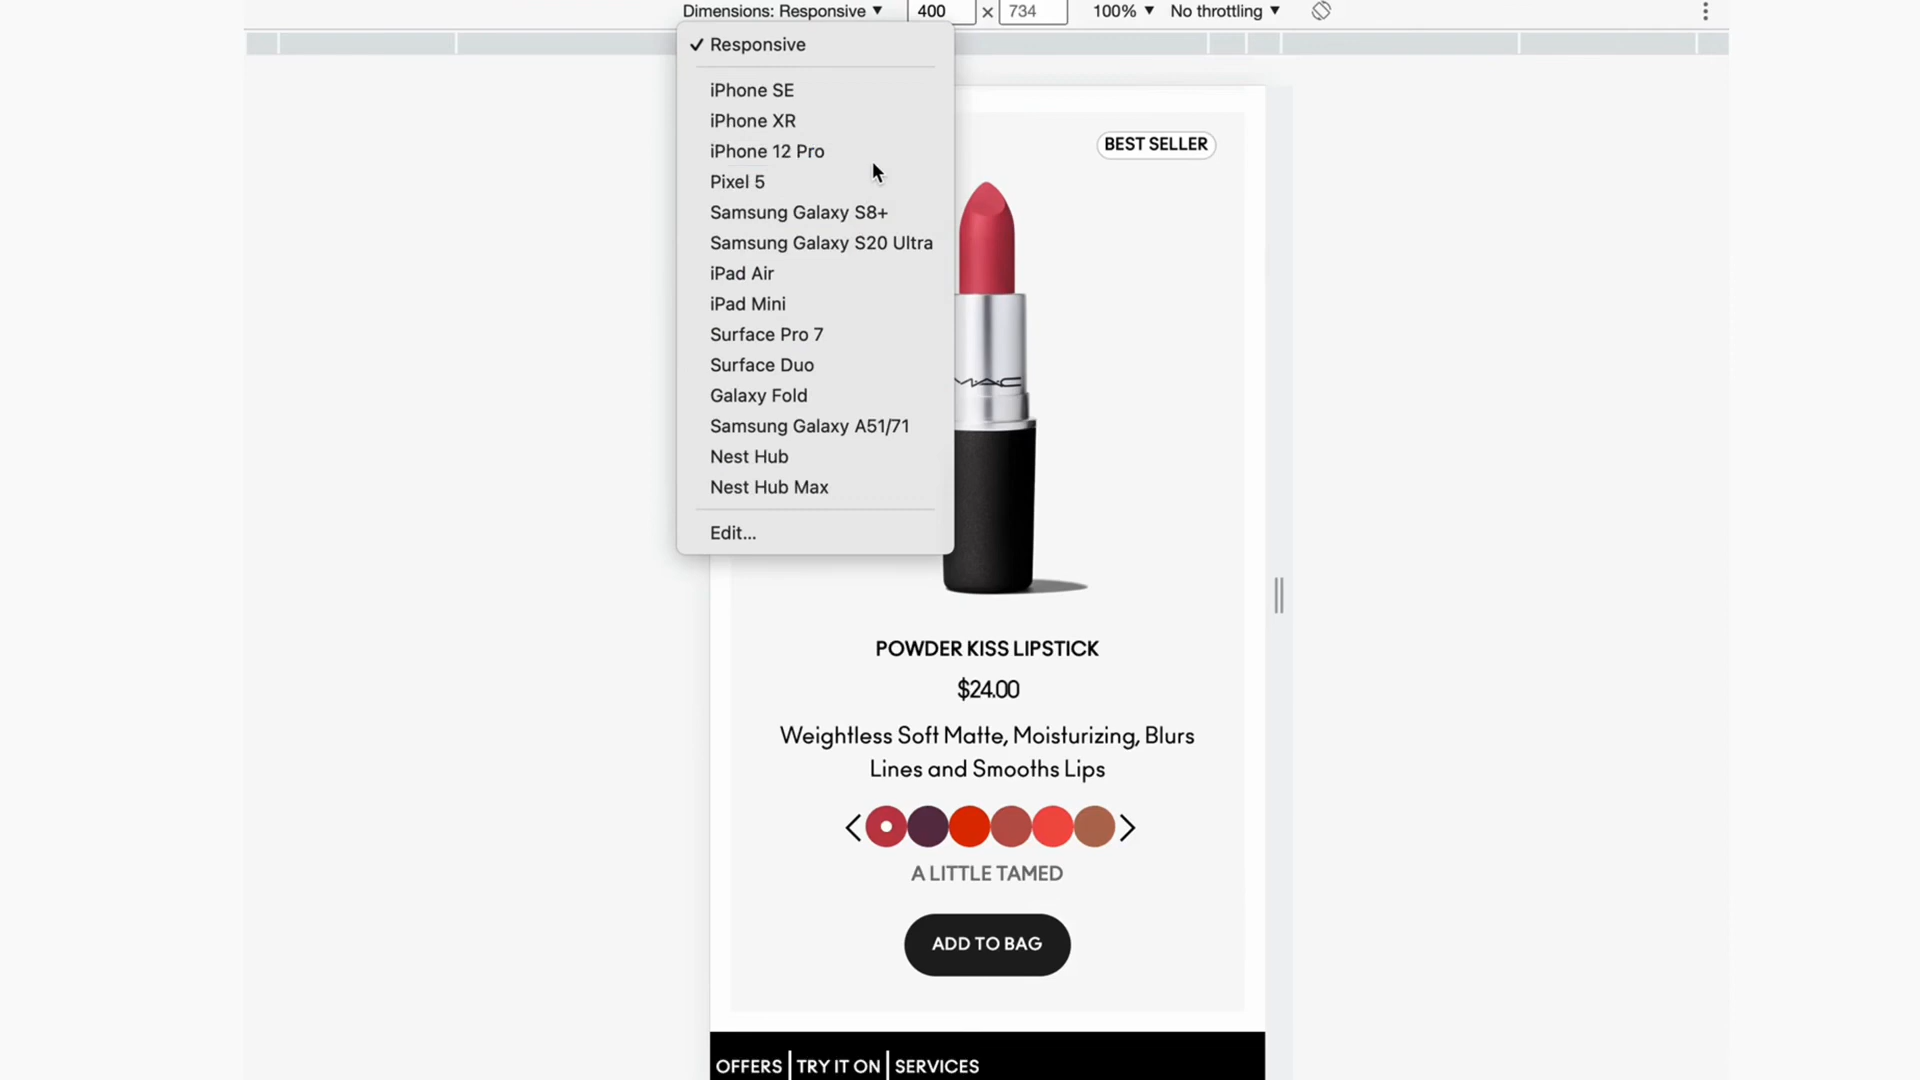 Dimensions: Responsive ▼ 400 × 734 100% ▼ No throttling ▼
✓ Responsive
iPhone SE
iPhone XR
iPhone 12 Pro
Pixel 5
Samsung Galaxy S8+
Samsung Galaxy S20 Ultra
iPad Air
iPad Mini
Surface Pro 7
Surface Duo
Galaxy Fold
Samsung Galaxy A51/71
Nest Hub
Nest Hub Max
Edit...
BEST SELLER
MAC
POWDER KISS LIPSTICK
$24.00
Weightless Soft Matte, Moisturizing, Blurs
Lines and Smooths Lips
A LITTLE TAMED
ADD TO BAG
OFFERS TRY IT ON SERVICES